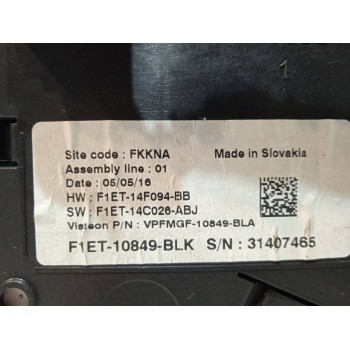 1
Site code : FKKNA
Made in Slovakia
Assembly line : 01
Date : 05/05/16
HW : F1ET-14F094-BB
SW : F1ET-14C026-ABJ
Visteon P/N : VPFMGF-10849-BLA
F1ET-10849-BLK S/N : 31407465